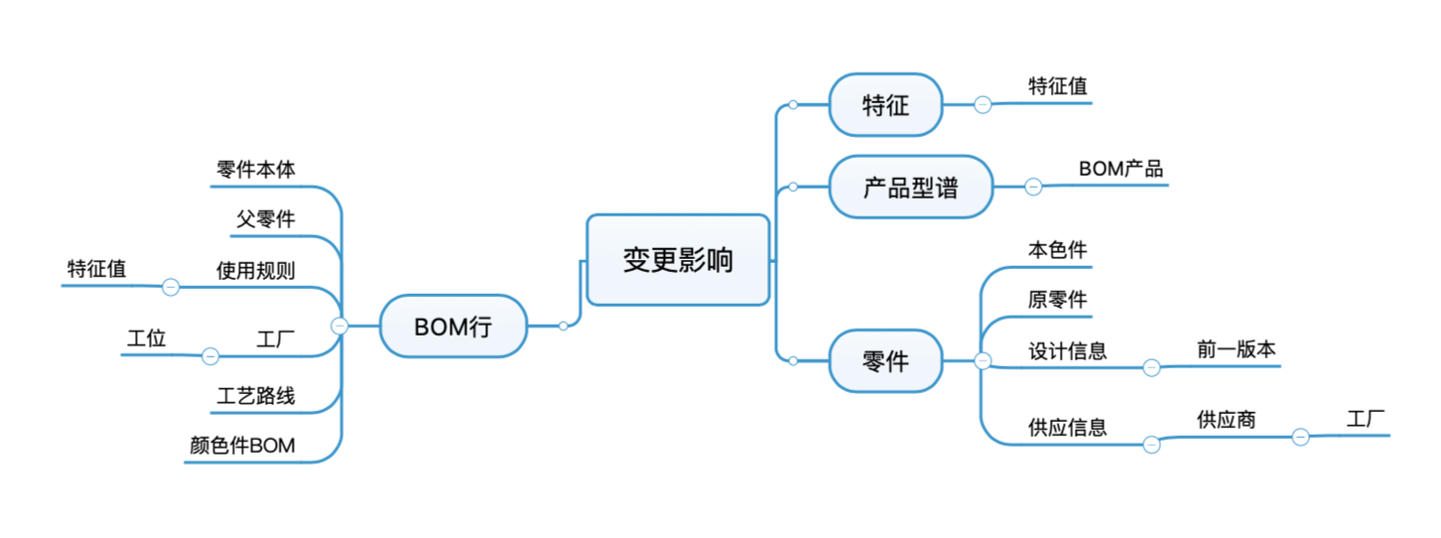 变更影响
特征
特征值
产品型谱
BOM产品
零件
本色件
原零件
设计信息
前一版本
供应信息
供应商
工厂
BOM行
零件本体
父零件
使用规则
特征值
工厂
工位
工艺路线
颜色件BOM